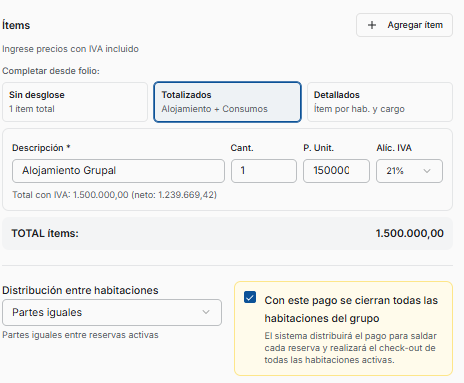 Ítems
+ Agregar ítem
Ingrese precios con IVA incluido
Completar desde folio:
Sin desglose
1 ítem total
Totalizados
Alojamiento + Consumos
Detallados
Ítem por hab. y cargo
Descripción * Cant. P. Unit. Alíc. IVA
Alojamiento Grupal 1 150000 21%
Total con IVA: 1.500.000,00 (neto: 1.239.669,42)
TOTAL ítems: 1.500.000,00
Distribución entre habitaciones
Partes iguales
Partes iguales entre reservas activas
Con este pago se cierran todas las
habitaciones del grupo
El sistema distribuirá el pago para saldar
cada reserva y realizará el check-out de
todas las habitaciones activas.